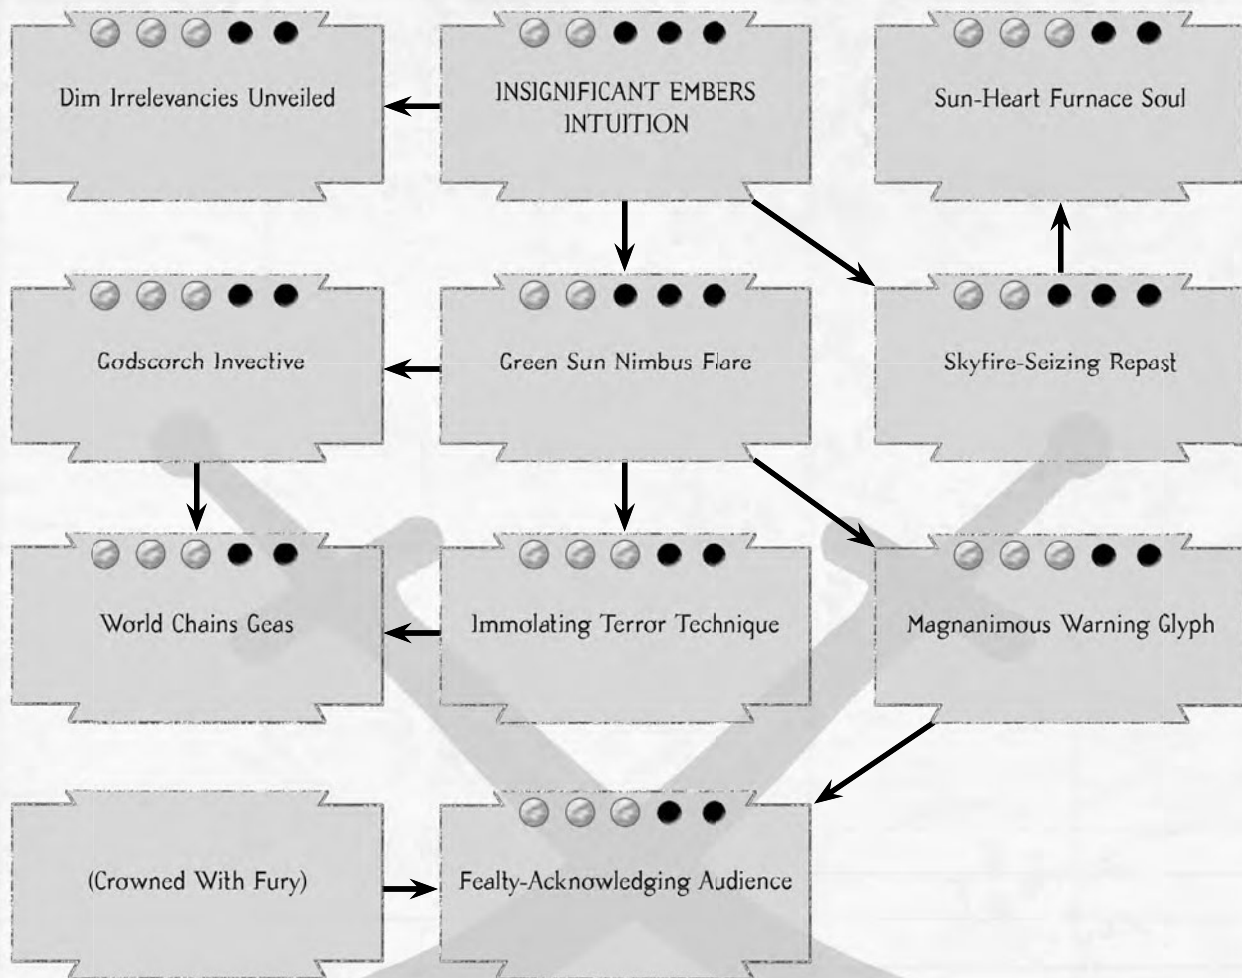 Dim Irrelevancies Unveiled
INSIGNIFICANT EMBERS
INTUITION
Sun-Heart Furnace Soul
Godscorch Invective
Green Sun Nimbus Flare
Skyfire-Seizing Repast
World Chains Geas
Immolating Terror Technique
Magnanimous Warning Glyph
(Crowned With Fury)
Fealty-Acknowledging Audience